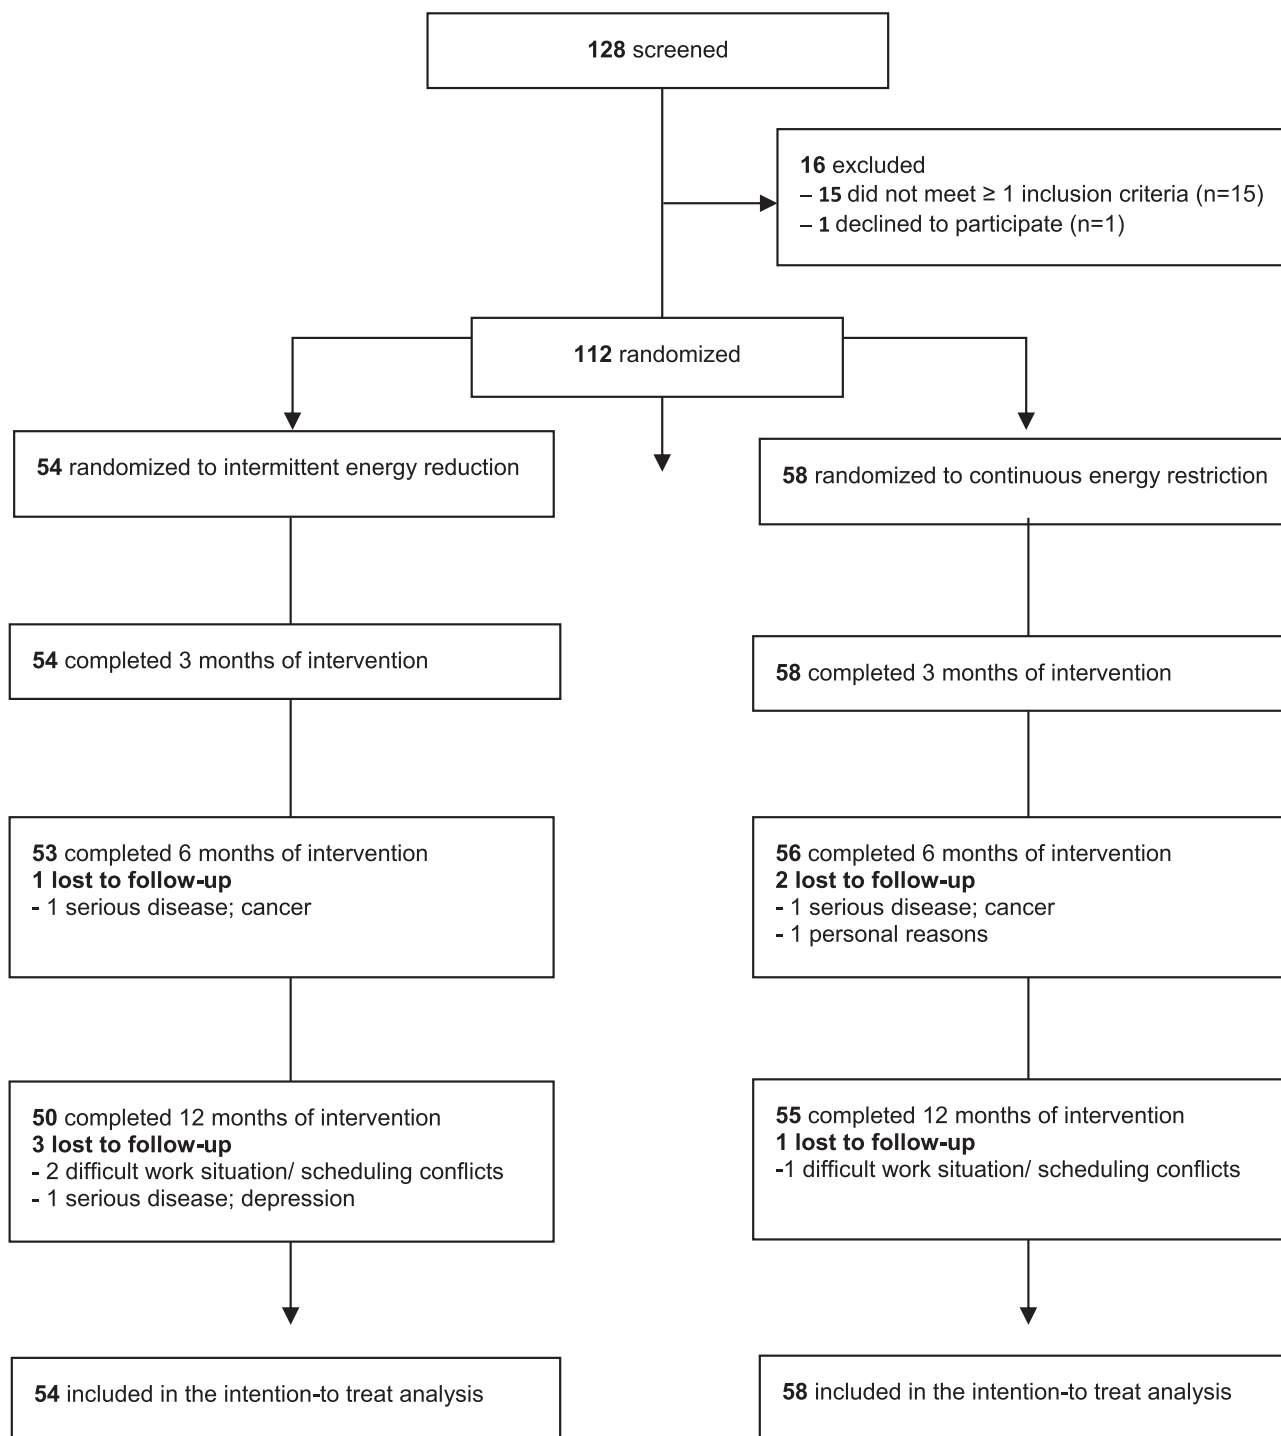 128 screened
16 excluded
– 15 did not meet ≥ 1 inclusion criteria (n=15)
– 1 declined to participate (n=1)
112 randomized
54 randomized to intermittent energy reduction
58 randomized to continuous energy restriction
54 completed 3 months of intervention
58 completed 3 months of intervention
53 completed 6 months of intervention
1 lost to follow-up
- 1 serious disease; cancer
56 completed 6 months of intervention
2 lost to follow-up
- 1 serious disease; cancer
- 1 personal reasons
50 completed 12 months of intervention
3 lost to follow-up
- 2 difficult work situation/ scheduling conflicts
- 1 serious disease; depression
55 completed 12 months of intervention
1 lost to follow-up
-1 difficult work situation/ scheduling conflicts
54 included in the intention-to treat analysis
58 included in the intention-to treat analysis